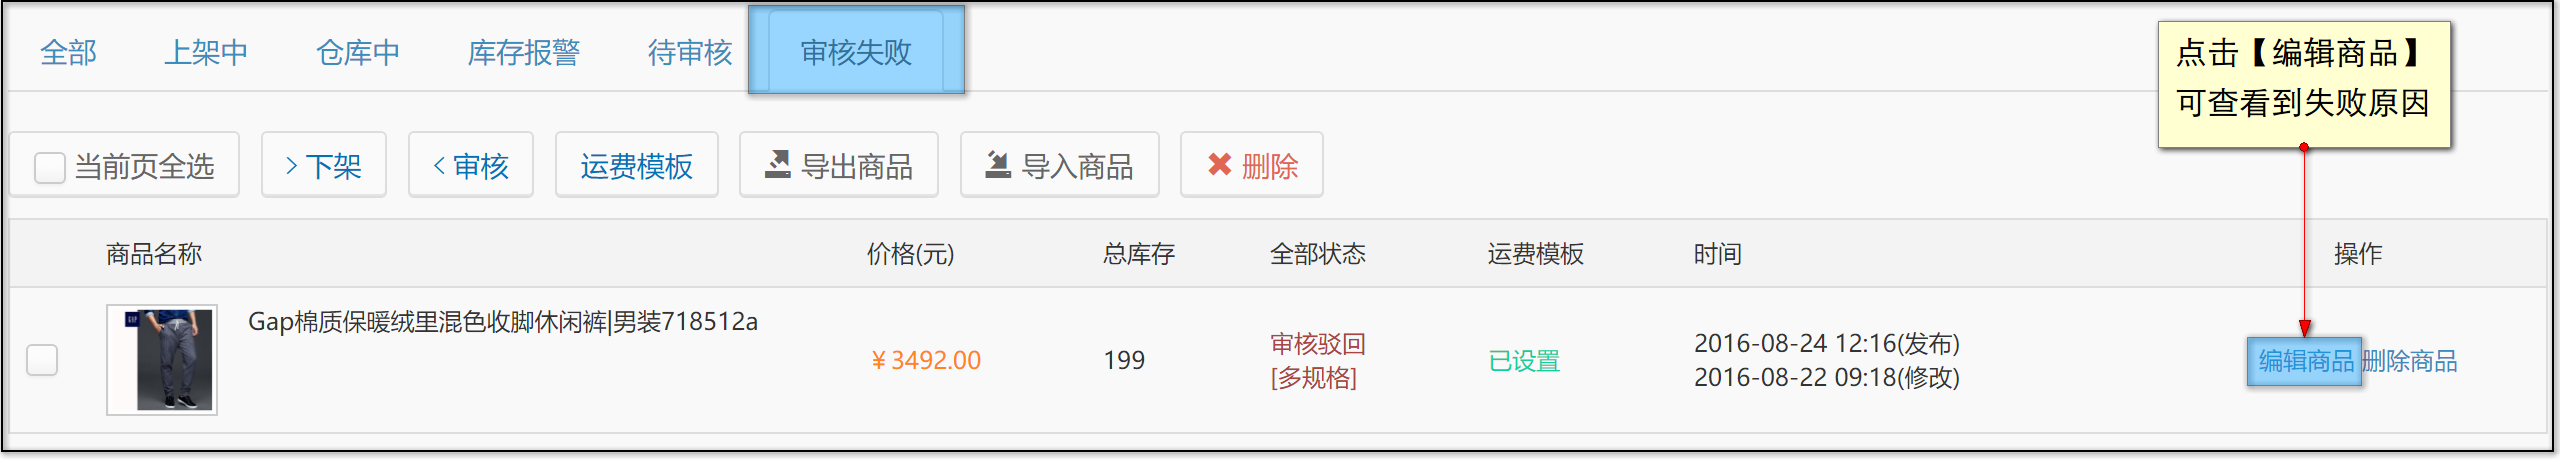 全部 上架中 仓库中 库存报警 待审核 审核失败
点击【编辑商品】
可查看到失败原因
当前页全选 > 下架 < 审核 运费模板 导出商品 导入商品 删除
商品名称 价格(元) 总库存 全部状态 运费模板 时间 操作
GAP
Gap棉质保暖绒里混色收脚休闲裤|男装718512a
¥3492.00
199
审核驳回
[多规格]
已设置
2016-08-24 12:16(发布)
2016-08-22 09:18(修改)
编辑商品 删除商品